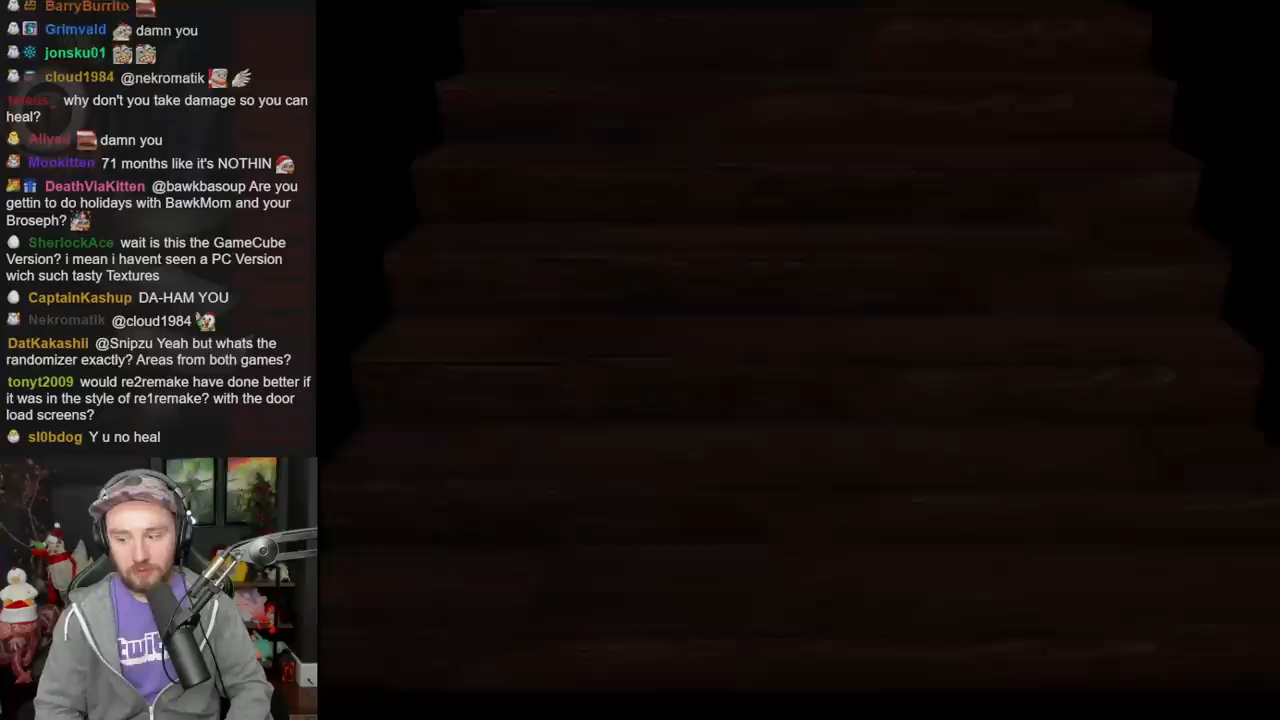 BarryBurrito
Grimvald damn you
jonsku01
cloud1984 @nekromatik
why don't you take damage so you can
heal?
damn you
Mookitten 71 months like it's NOTHIN
DeathViaKitten @bawkbasoup Are you
gettin to do holidays with BawkMom and your
Broseph?
SherlockAce wait is this the GameCube
Version? i mean i havent seen a PC Version
wich such tasty Textures
CaptainKashup DA-HAM YOU
Nekromatik @cloud1984
DatKakashii @Snipzu Yeah but whats the
randomizer exactly? Areas from both games?
tonyt2009 would re2remake have done better if
it was in the style of re1remake? with the door
load screens?
sl0bdog Y u no heal
twit